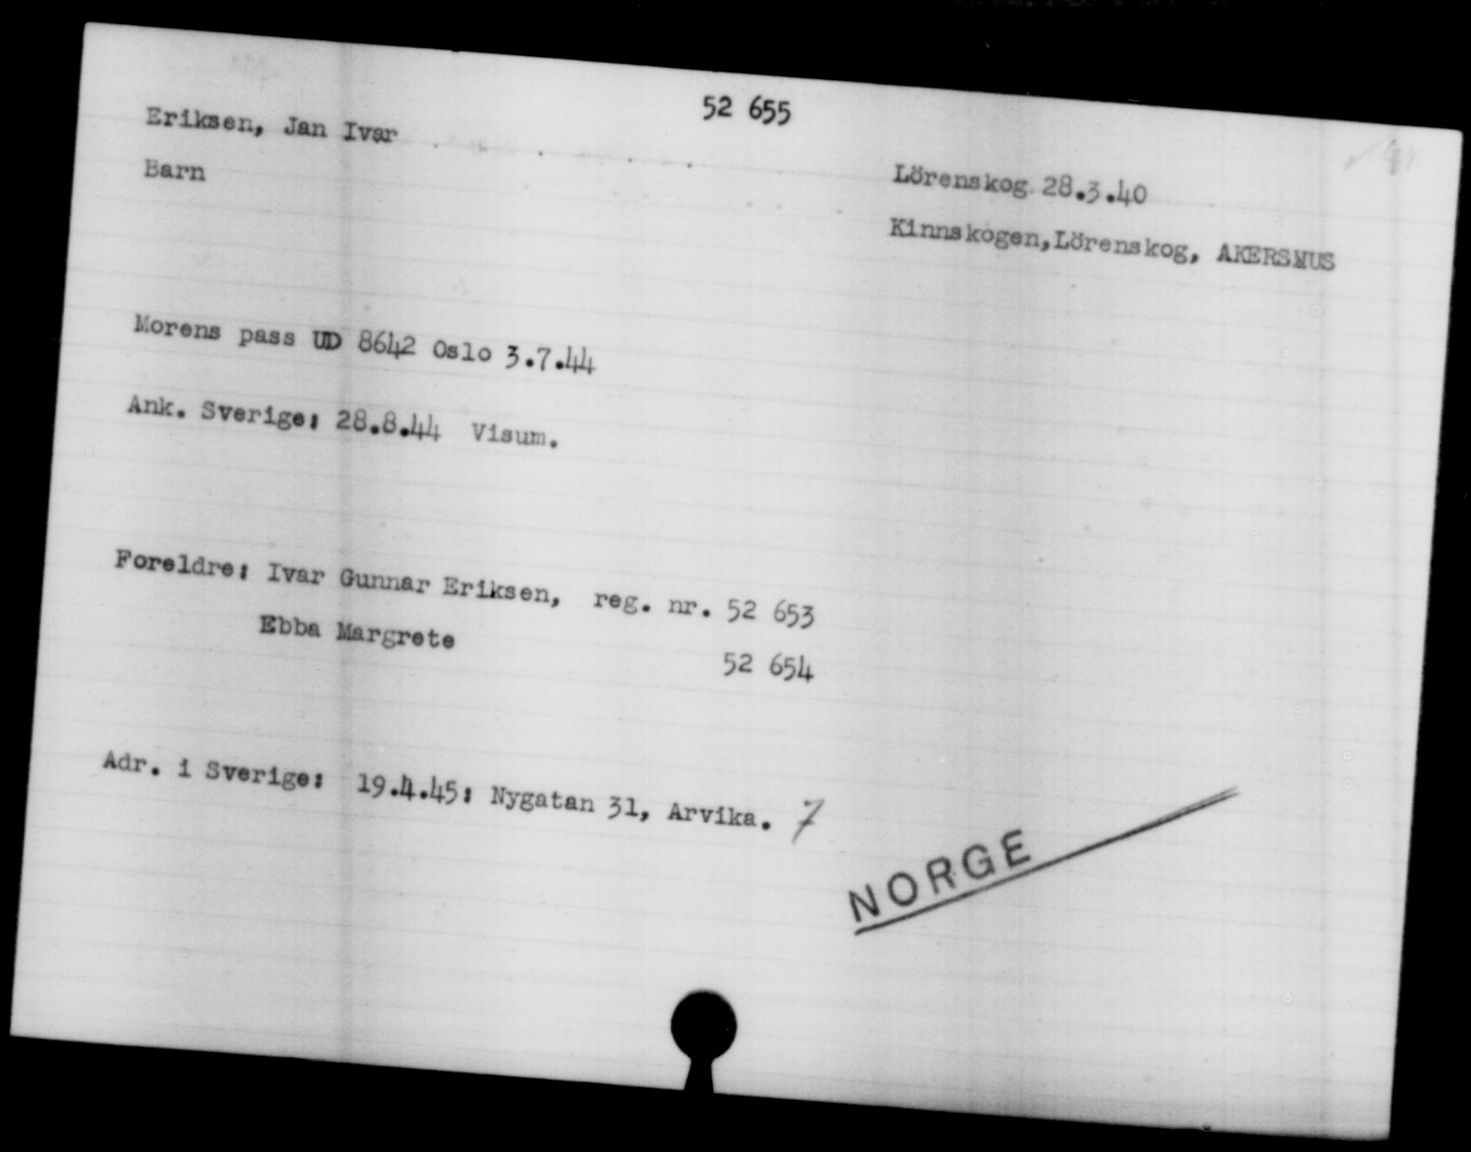 52 655
Eriksen, Jan Ivar
Barn
Lörenskog 28.3.40
Kinnskogen, Lörenskog, AKERSHUS
Morens pass UD 8642 Oslo 3.7.44
Ank. Sverige: 28.8.44 Visum.
Foreldre: Ivar Gunnar Eriksen, reg. nr. 52 653
Ebba Margrete 52 654
Adr. i Sverige: 19.4.45: Nygatan 31, Arvika. 7
NORGE